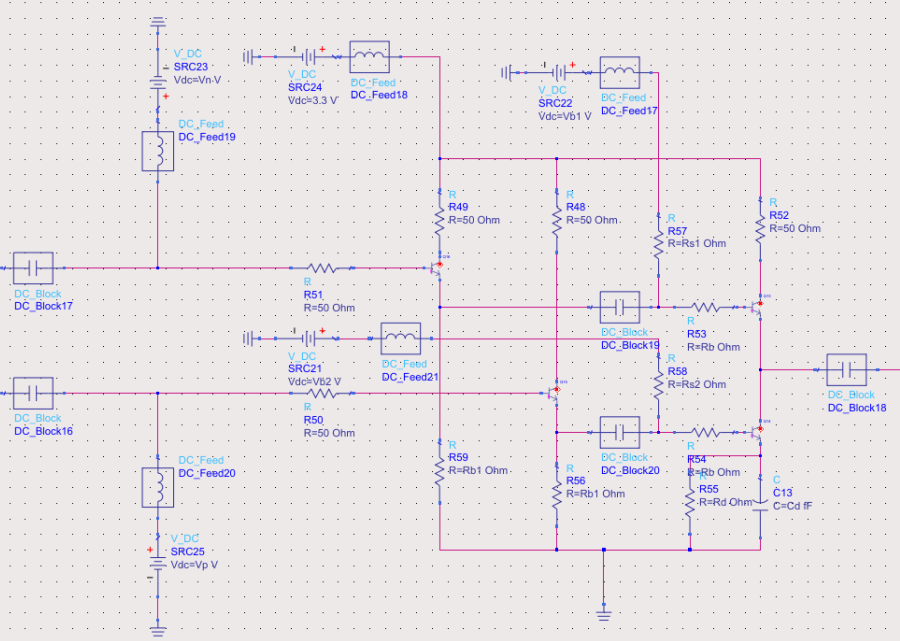 V_DC
SRC23
Vdc=Vn V
DC_Feed
DC_Feed19
V_DC
SRC24
Vdc=3.3 V
DC_Feed
DC_Feed18
V_DC
SRC22
Vdc=Vb1 V
DC_Feed
DC_Feed17
R
R49
R=50 Ohm
R
R48
R=50 Ohm
R
R57
R=Rs1 Ohm
R
R52
R=50 Ohm
DC_Block
DC_Block17
R
R51
R=50 Ohm
DC_Block
DC_Block19
R
R53
R=Rb Ohm
V_DC
SRC21
Vdc=Vb2 V
DC_Feed
DC_Feed21
R
R58
R=Rs2 Ohm
DC_Block
DC_Block18
DC_Block
DC_Block16
R
R50
R=50 Ohm
DC_Feed
DC_Feed20
R
R59
R=Rb1 Ohm
R
R56
R=Rb1 Ohm
DC_Block
DC_Block20
R
R54
R=Rb Ohm
R
R55
R=Rd Ohm
C
C13
C=Cd fF
V_DC
SRC25
Vdc=Vp V